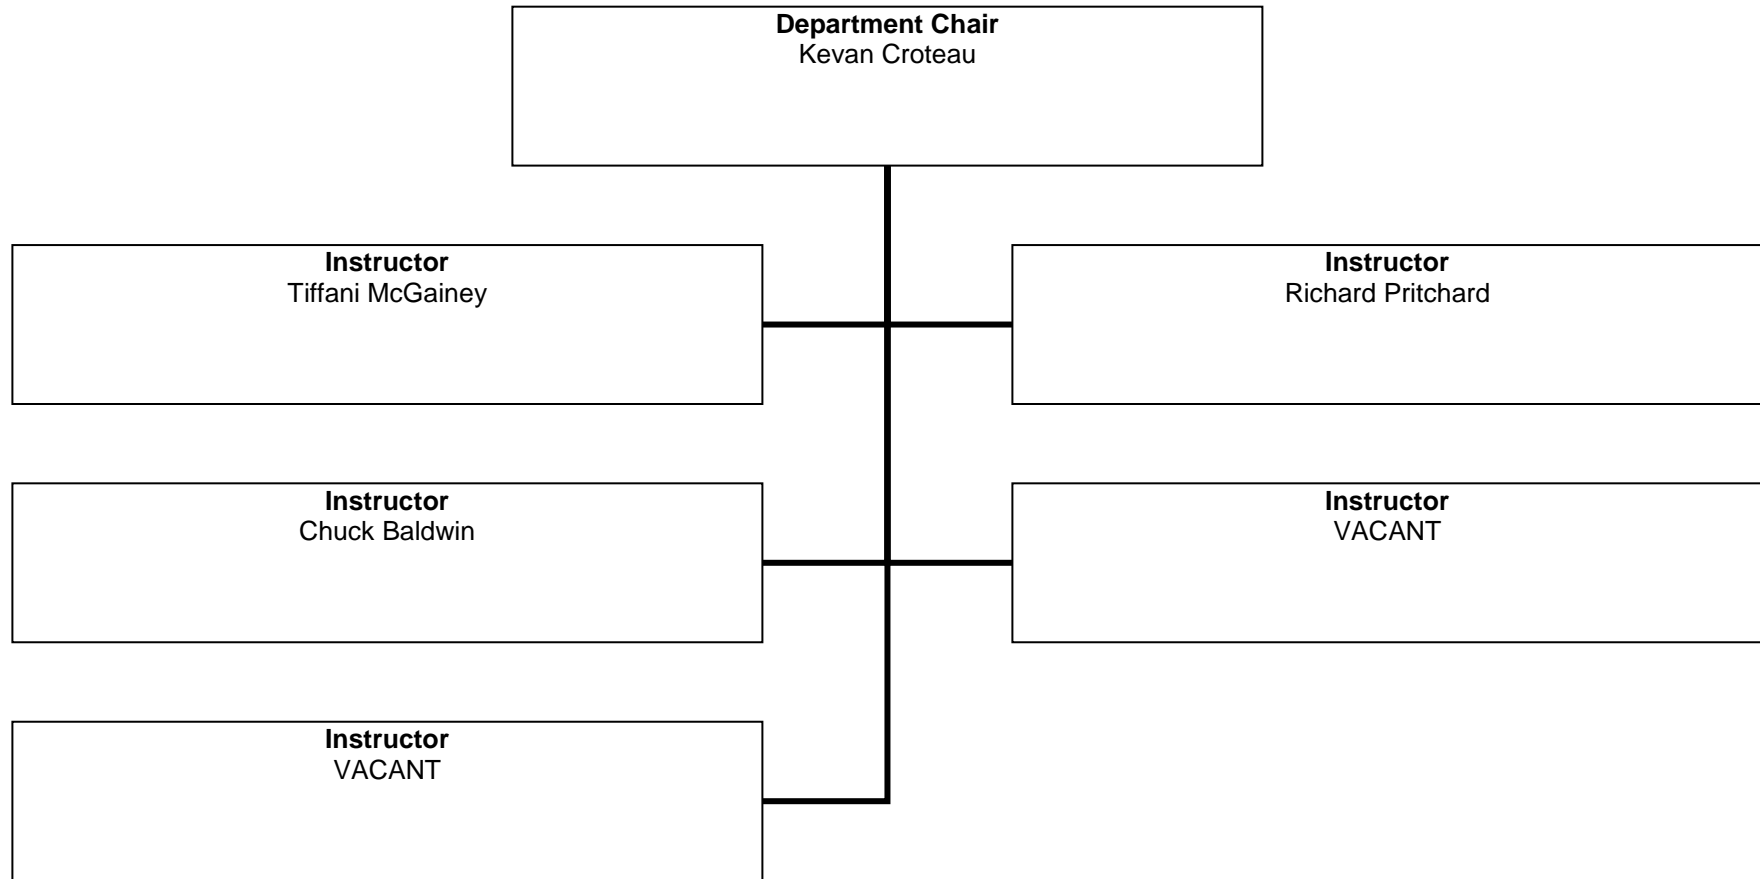 Department Chair
Kevan Croteau
Instructor
Tiffani McGainey
Instructor
Richard Pritchard
Instructor
Chuck Baldwin
Instructor
VACANT
Instructor
VACANT